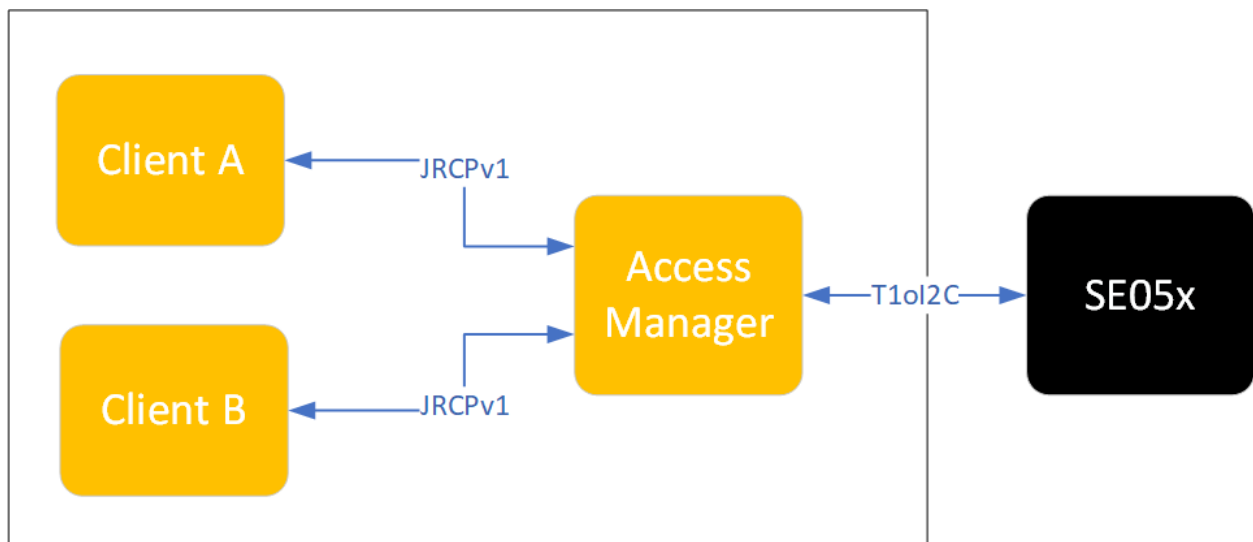 Client A
JRCPv1
Access
Manager
T1oI2C
SE05x
Client B
JRCPv1